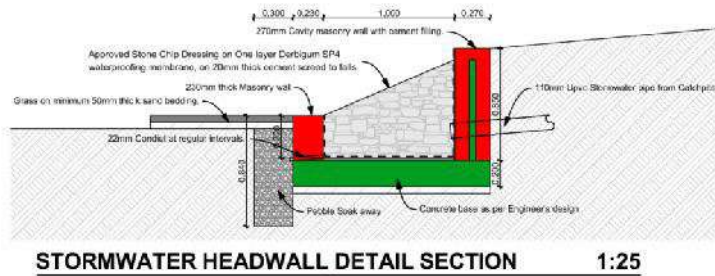 0,300 0,230 1,000 0,270
270mm Cavity masonry wall with cement filling.
Approved Stone Chip Dressing on One layer Derbigum SP4
waterproofing membrane, on 20mm thick cement screed to falls.
230mm thick Masonry wall
110mm Upvc Stormwater pipe from Catchpit
Grass on minimum 50mm thick sand bedding.
0,850
22mm Conduit at regular intervals.
0,840
0,200
Pebble Soak away
Concrete base as per Engineer's design
STORMWATER HEADWALL DETAIL SECTION 1:25